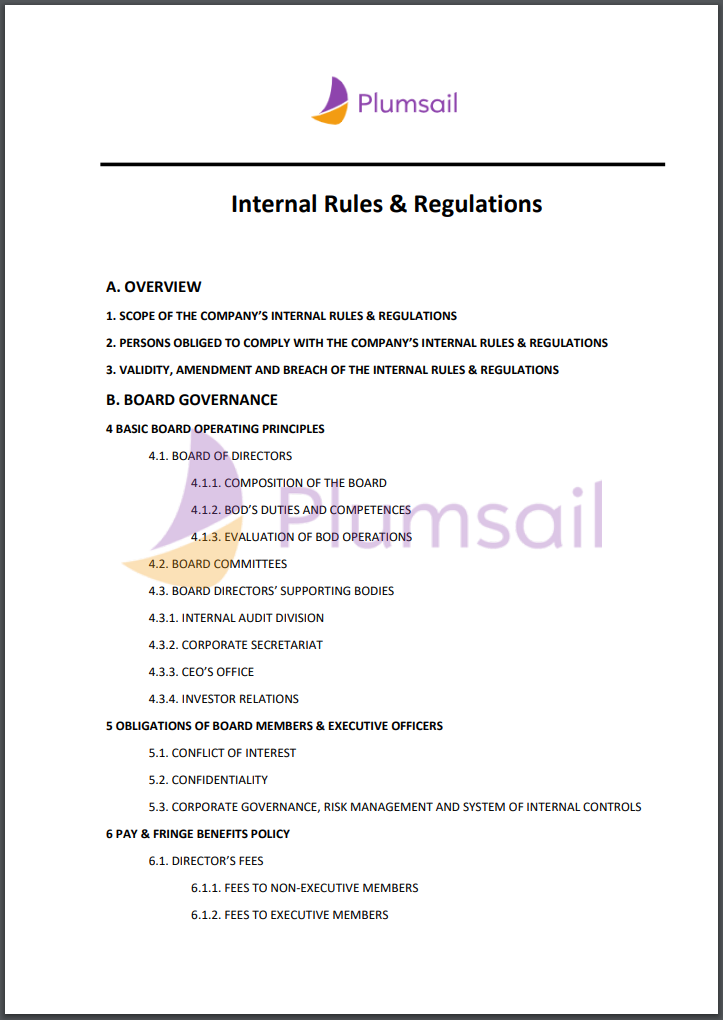 Plumsail
Internal Rules & Regulations
A. OVERVIEW
1. SCOPE OF THE COMPANY’S INTERNAL RULES & REGULATIONS
2. PERSONS OBLIGED TO COMPLY WITH THE COMPANY’S INTERNAL RULES & REGULATIONS
3. VALIDITY, AMENDMENT AND BREACH OF THE INTERNAL RULES & REGULATIONS
B. BOARD GOVERNANCE
4 BASIC BOARD OPERATING PRINCIPLES
4.1. BOARD OF DIRECTORS
4.1.1. COMPOSITION OF THE BOARD
4.1.2. BOD’S DUTIES AND COMPETENCES
Plumsail
4.1.3. EVALUATION OF BOD OPERATIONS
4.2. BOARD COMMITTEES
4.3. BOARD DIRECTORS’ SUPPORTING BODIES
4.3.1. INTERNAL AUDIT DIVISION
4.3.2. CORPORATE SECRETARIAT
4.3.3. CEO’S OFFICE
4.3.4. INVESTOR RELATIONS
5 OBLIGATIONS OF BOARD MEMBERS & EXECUTIVE OFFICERS
5.1. CONFLICT OF INTEREST
5.2. CONFIDENTIALITY
5.3. CORPORATE GOVERNANCE, RISK MANAGEMENT AND SYSTEM OF INTERNAL CONTROLS
6 PAY & FRINGE BENEFITS POLICY
6.1. DIRECTOR’S FEES
6.1.1. FEES TO NON-EXECUTIVE MEMBERS
6.1.2. FEES TO EXECUTIVE MEMBERS